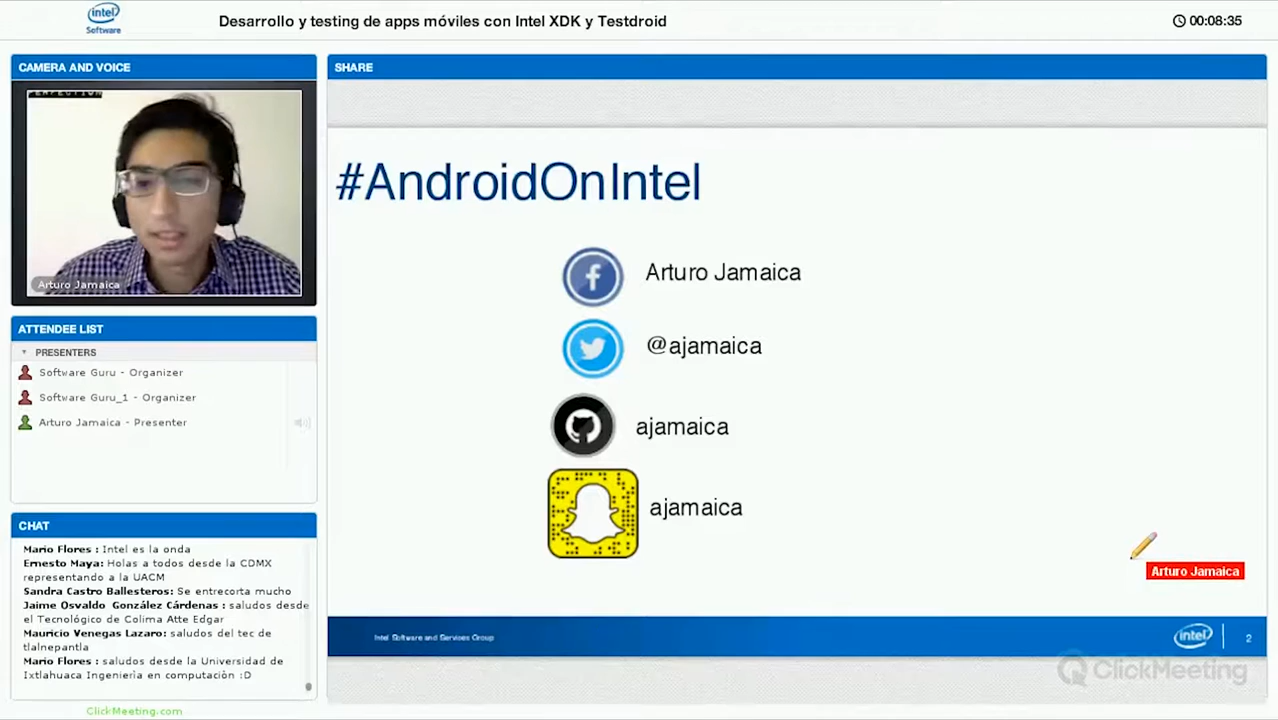 intel
Software
Desarrollo y testing de apps móviles con Intel XDK y Testdroid
00:08:35
CAMERA AND VOICE
Arturo Jamaica
ATTENDEE LIST
PRESENTERS
Software Guru - Organizer
Software Guru_1 - Organizer
Arturo Jamaica - Presenter
CHAT
Mario Flores : Intel es la onda
Ernesto Maya: Holas a todos desde la CDMX
representando a la UACM
Sandra Castro Ballesteros: Se entrecorta mucho
Jaime Osvaldo González Cárdenas : saludos desde
el Tecnológico de Colima Atte Edgar
Mauricio Venegas Lazaro: saludos del tec de
tlalnepantla
Mario Flores : saludos desde la Universidad de
Ixtlahuaca Ingenierìa en computaciòn :D
ClickMeeting.com
SHARE
#AndroidOnIntel
Arturo Jamaica
@ajamaica
ajamaica
ajamaica
Arturo Jamaica
Intel Software and Services Group
intel
2
ClickMeeting